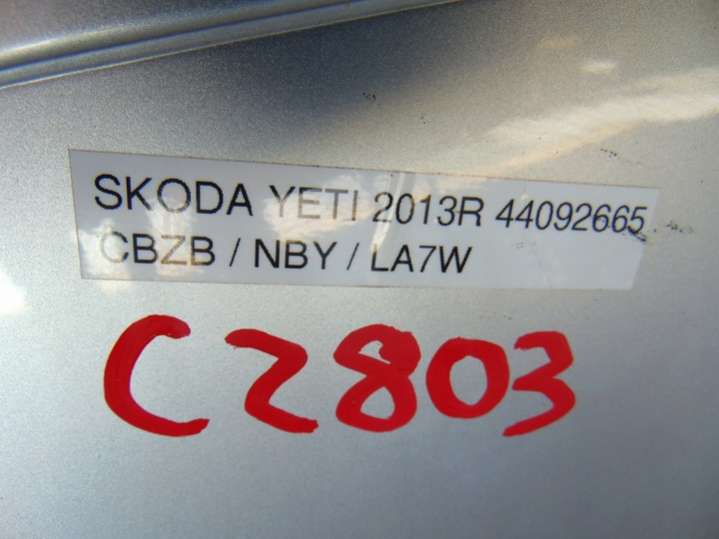 SKODA YETI 2013R 44092665
CBZB / NBY / LA7W
C2803